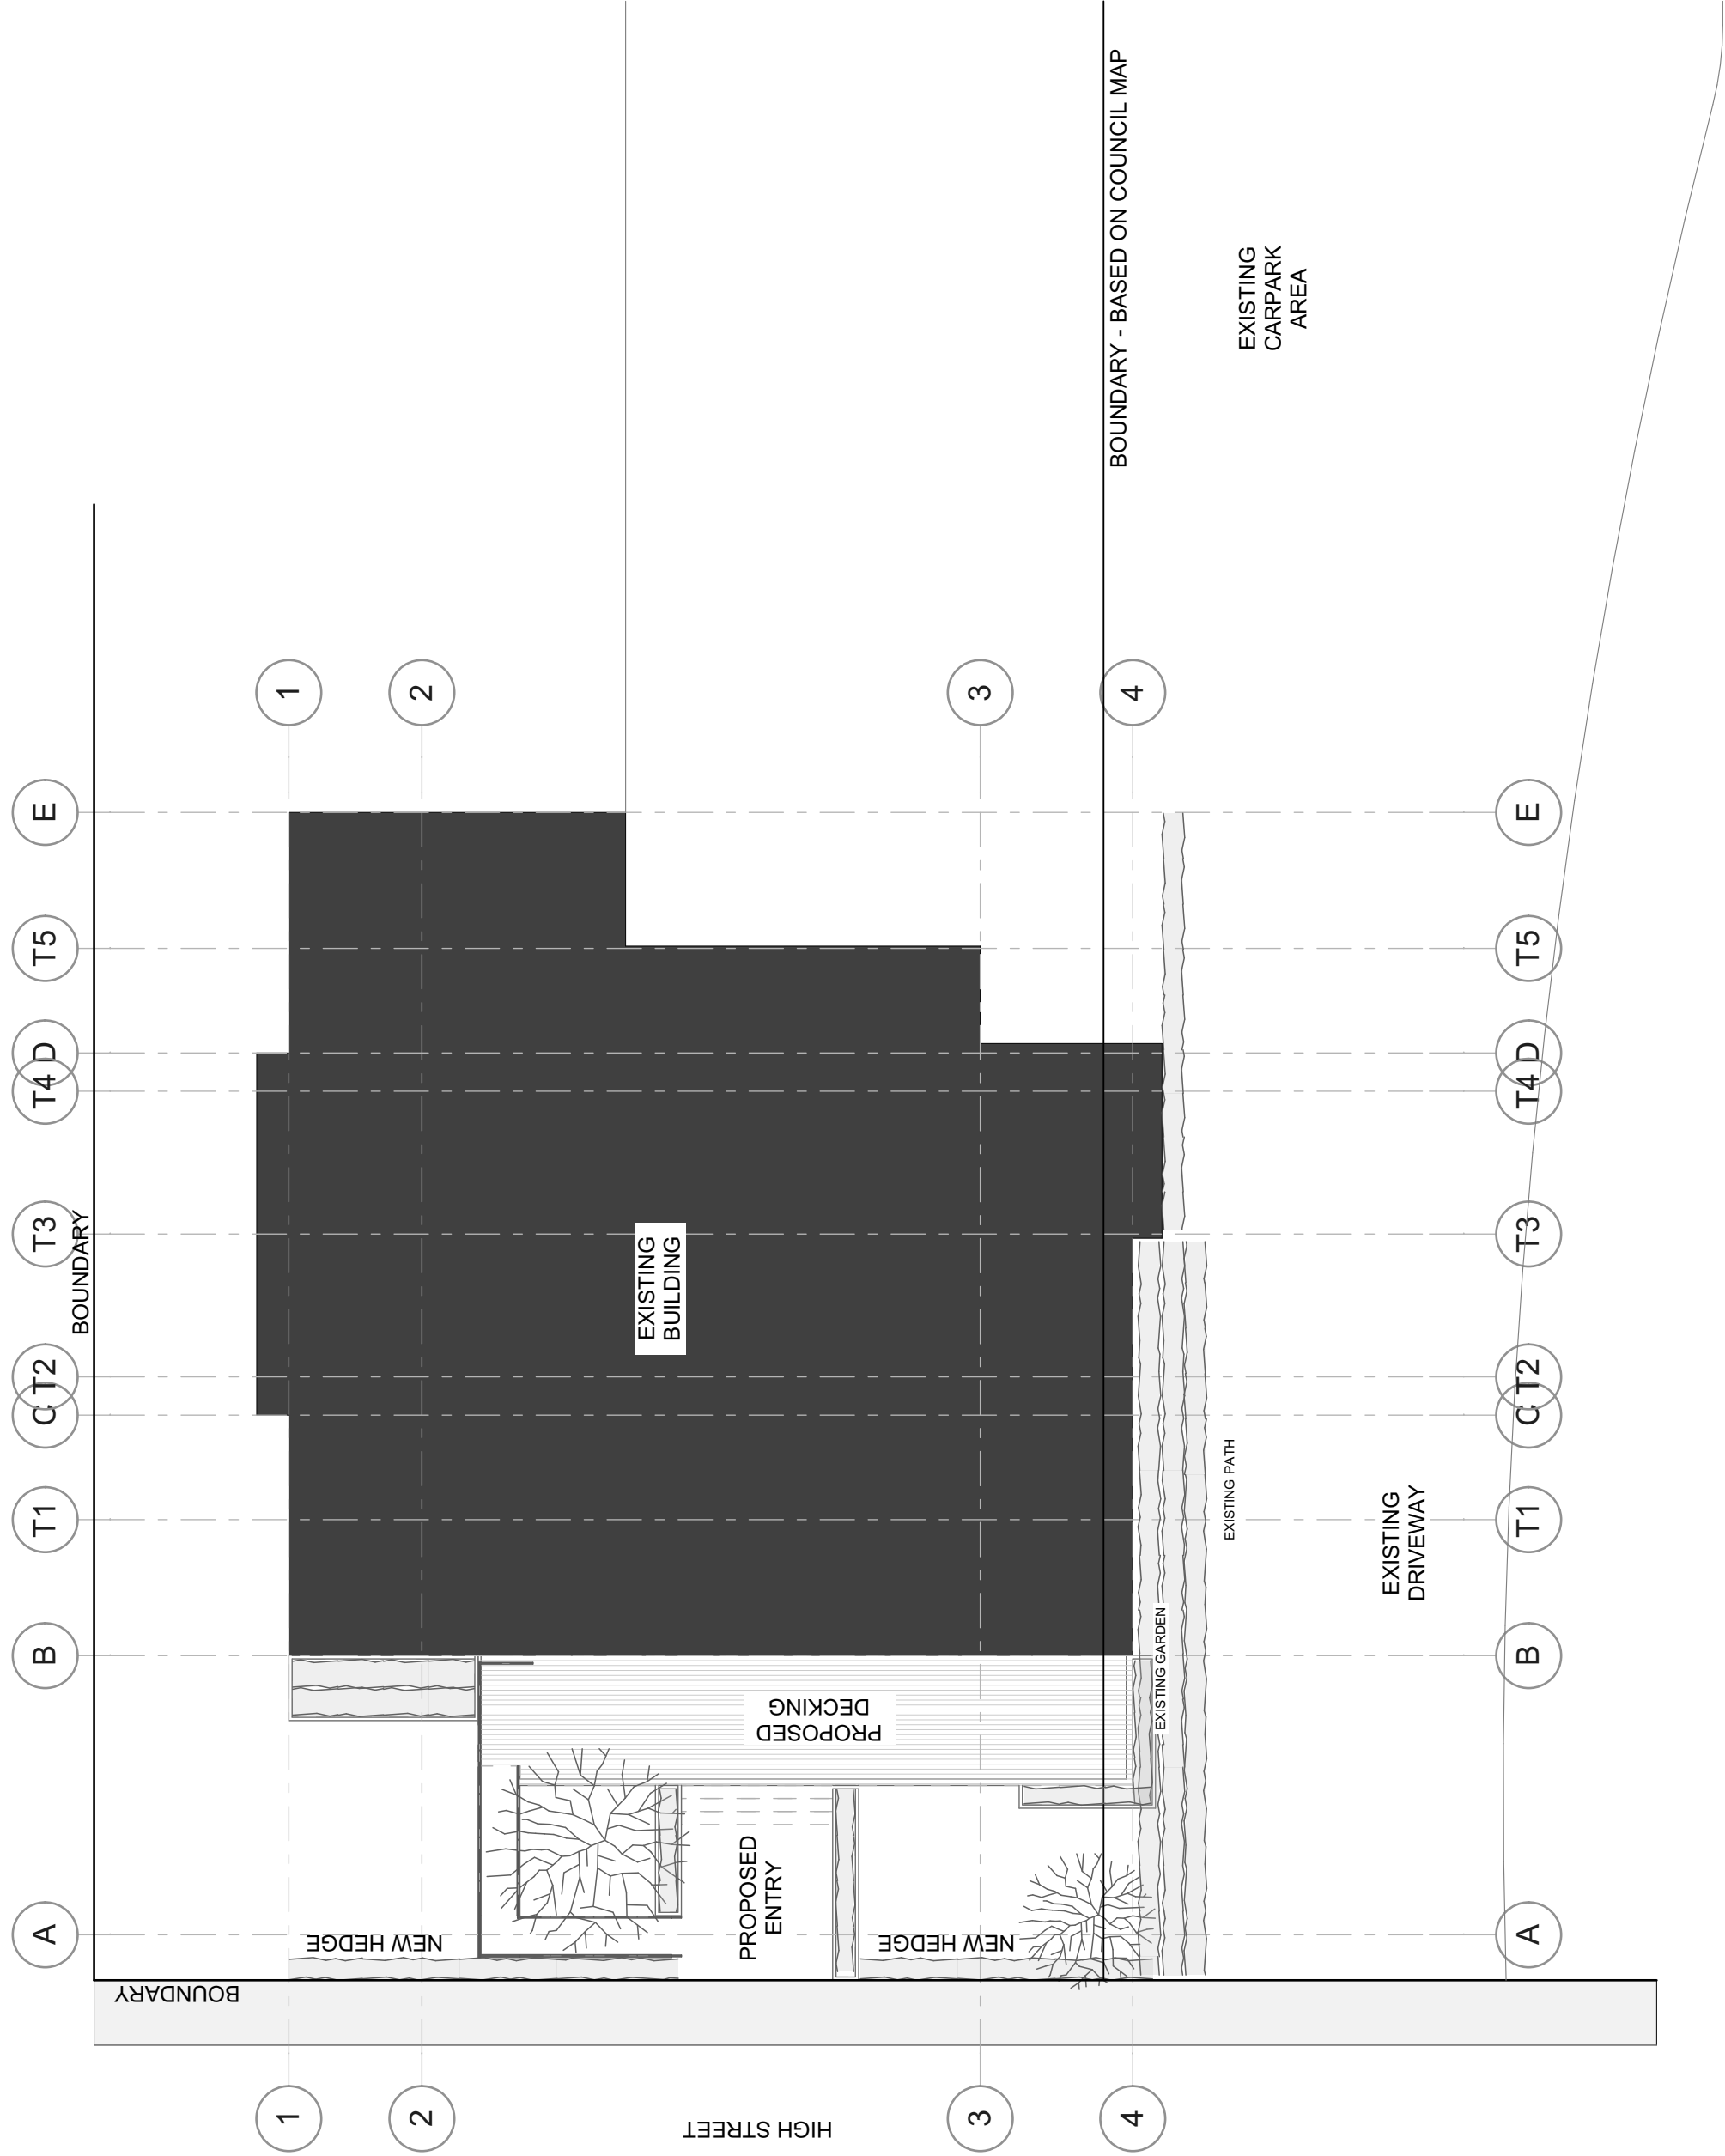 BOUNDARY - BASED ON COUNCIL MAP
EXISTING
CARPARK
AREA
1
2
3
4
E
E
T5
T5
D
D
T4
T4
T3
T3
BOUNDARY
EXISTING
BUILDING
T2
T2
C
C
EXISTING PATH
T1
T1
EXISTING
DRIVEWAY
B
B
EXISTING GARDEN
PROPOSED
DECKING
PROPOSED
ENTRY
A
A
NEW HEDGE
NEW HEDGE
BOUNDARY
1
2
3
4
HIGH STREET